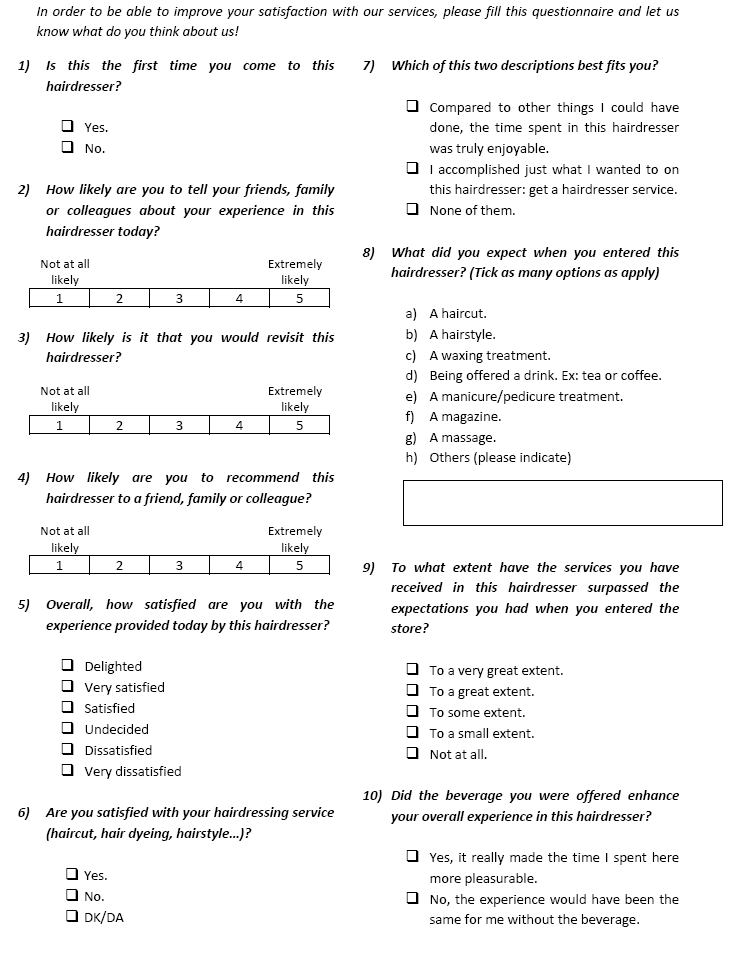 In order to be able to improve your satisfaction with our services, please fill this questionnaire and let us
know what do you think about us!
1) Is this the first time you come to this
hairdresser?
❑ Yes.
❑ No.
2) How likely are you to tell your friends, family
or colleagues about your experience in this
hairdresser today?
Not at all likely Extremely likely
1 2 3 4 5
3) How likely is it that you would revisit this
hairdresser?
Not at all likely Extremely likely
1 2 3 4 5
4) How likely are you to recommend this
hairdresser to a friend, family or colleague?
Not at all likely Extremely likely
1 2 3 4 5
5) Overall, how satisfied are you with the
experience provided today by this hairdresser?
❑ Delighted
❑ Very satisfied
❑ Satisfied
❑ Undecided
❑ Dissatisfied
❑ Very dissatisfied
6) Are you satisfied with your hairdressing service
(haircut, hair dyeing, hairstyle...)?
❑ Yes.
❑ No.
❑ DK/DA
7) Which of this two descriptions best fits you?
❑ Compared to other things I could have
done, the time spent in this hairdresser
was truly enjoyable.
❑ I accomplished just what I wanted to on
this hairdresser: get a hairdresser service.
❑ None of them.
8) What did you expect when you entered this
hairdresser? (Tick as many options as apply)
a) A haircut.
b) A hairstyle.
c) A waxing treatment.
d) Being offered a drink. Ex: tea or coffee.
e) A manicure/pedicure treatment.
f) A magazine.
g) A massage.
h) Others (please indicate)
9) To what extent have the services you have
received in this hairdresser surpassed the
expectations you had when you entered the
store?
❑ To a very great extent.
❑ To a great extent.
❑ To some extent.
❑ To a small extent.
❑ Not at all.
10) Did the beverage you were offered enhance
your overall experience in this hairdresser?
❑ Yes, it really made the time I spent here
more pleasurable.
❑ No, the experience would have been the
same for me without the beverage.